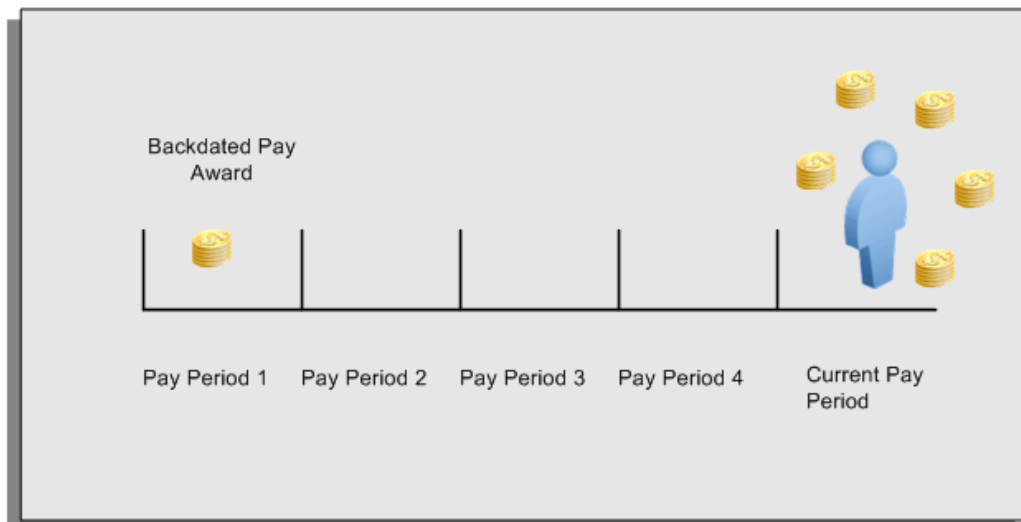 Backdated Pay
Award
Pay Period 1
Pay Period 2
Pay Period 3
Pay Period 4
Current Pay
Period